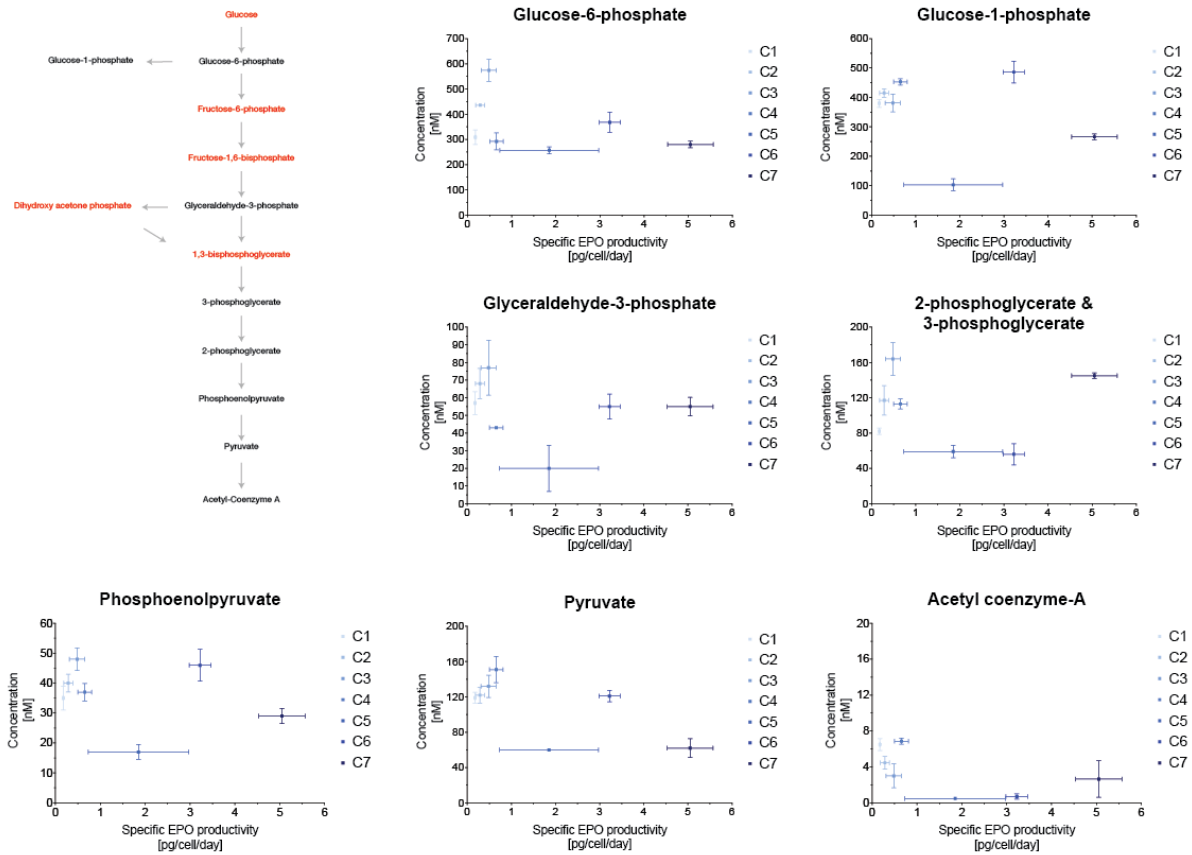 Glucose
Glucose-1-phosphate
Glucose-6-phosphate
Fructose-6-phosphate
Fructose-1,6-bisphosphate
Dihydroxy acetone phosphate
Glyceraldehyde-3-phosphate
1,3-bisphosphoglycerate
3-phosphoglycerate
2-phosphoglycerate
Phosphoenolpyruvate
Pyruvate
Acetyl-Coenzyme A
Glucose-6-phosphate
Concentration
[nM]
700
600
500
400
300
200
100
0
0 1 2 3 4 5 6
Specific EPO productivity
[pg/cell/day]
C1
C2
C3
C4
C5
C6
C7
Glucose-1-phosphate
Concentration
[nM]
600
500
400
300
200
100
0
0 1 2 3 4 5 6
Specific EPO productivity
[pg/cell/day]
C1
C2
C3
C4
C5
C6
C7
Glyceraldehyde-3-phosphate
Concentration
[nM]
100
90
80
70
60
50
40
30
20
10
0
0 1 2 3 4 5 6
Specific EPO productivity
[pg/cell/day]
C1
C2
C3
C4
C5
C6
C7
2-phosphoglycerate &
3-phosphoglycerate
Concentration
[nM]
200
160
120
80
40
0
0 1 2 3 4 5 6
Specific EPO productivity
[pg/cell/day]
C1
C2
C3
C4
C5
C6
C7
Phosphoenolpyruvate
Concentration
[nM]
60
50
40
30
20
10
0
0 1 2 3 4 5 6
Specific EPO productivity
[pg/cell/day]
C1
C2
C3
C4
C5
C6
C7
Pyruvate
Concentration
[nM]
200
160
120
80
40
0
0 1 2 3 4 5 6
Specific EPO productivity
[pg/cell/day]
C1
C2
C3
C4
C5
C6
C7
Acetyl coenzyme-A
Concentration
[nM]
20
16
12
8
4
0
0 1 2 3 4 5 6
Specific EPO productivity
[pg/cell/day]
C1
C2
C3
C4
C5
C6
C7